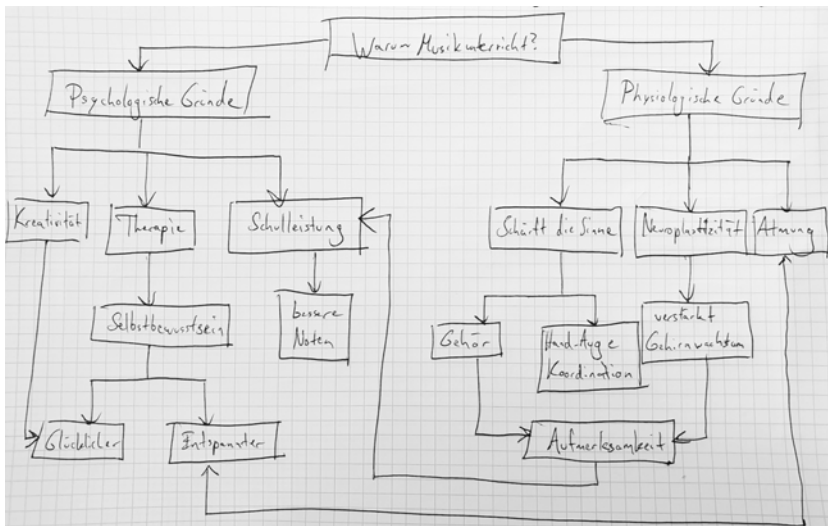 Warum Musikunterricht?
Psychologische Gründe
Physiologische Gründe
Kreativität
Therapie
Schulleistung
Schärft die Sinne
Neuroplastizität
Atmung
Selbstbewusstsein
bessere
Noten
Gehör
Hand-Auge
Koordination
verstärkt
Gehirnwachstum
Glücklicher
Entspannter
Aufmerksamkeit